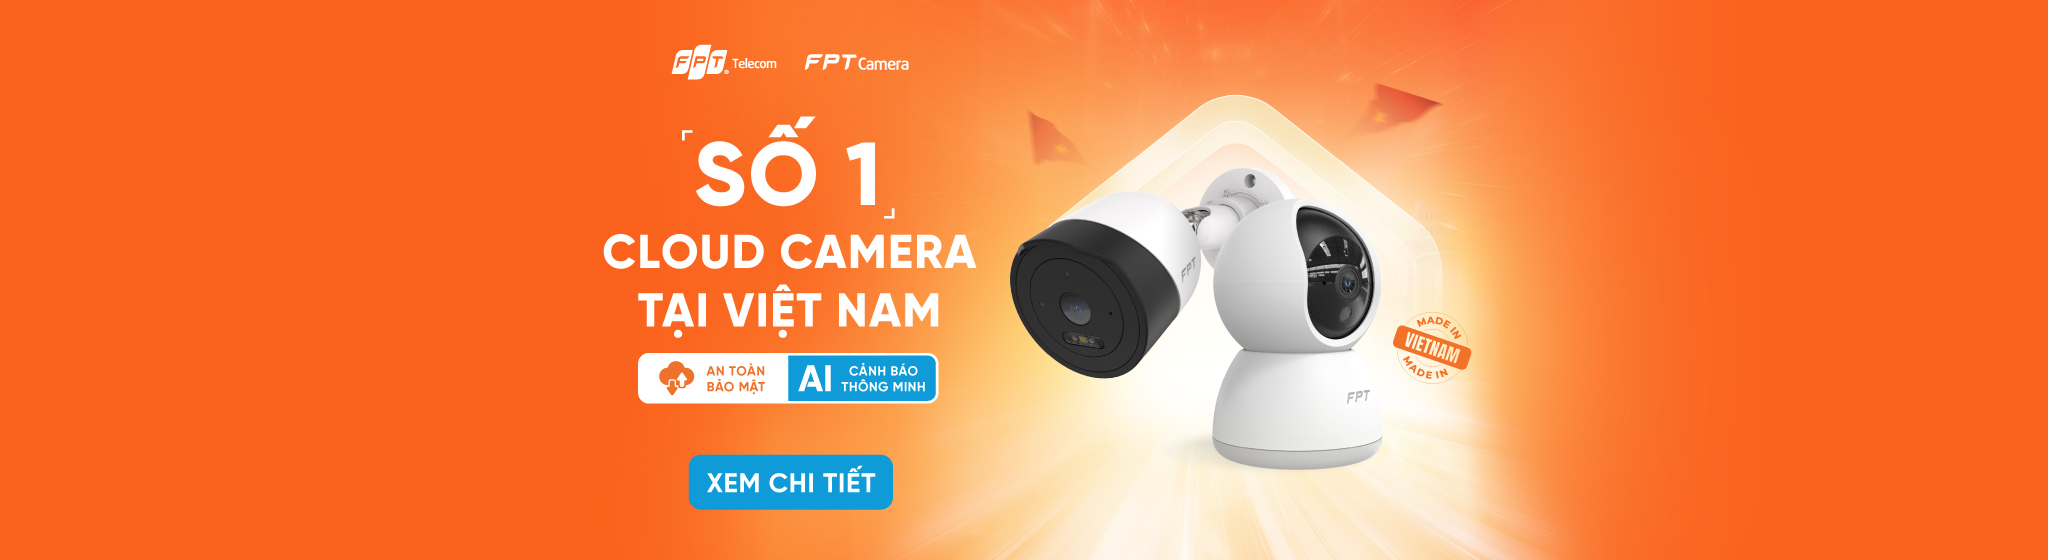 FPT Telecom
FPT Camera
SỐ 1
CLOUD CAMERA
TẠI VIỆT NAM
AN TOÀN
BẢO MẬT
AI
CẢNH BÁO
THÔNG MINH
XEM CHI TIẾT
FPT
FPT
MADE IN
VIETNAM
MADE IN